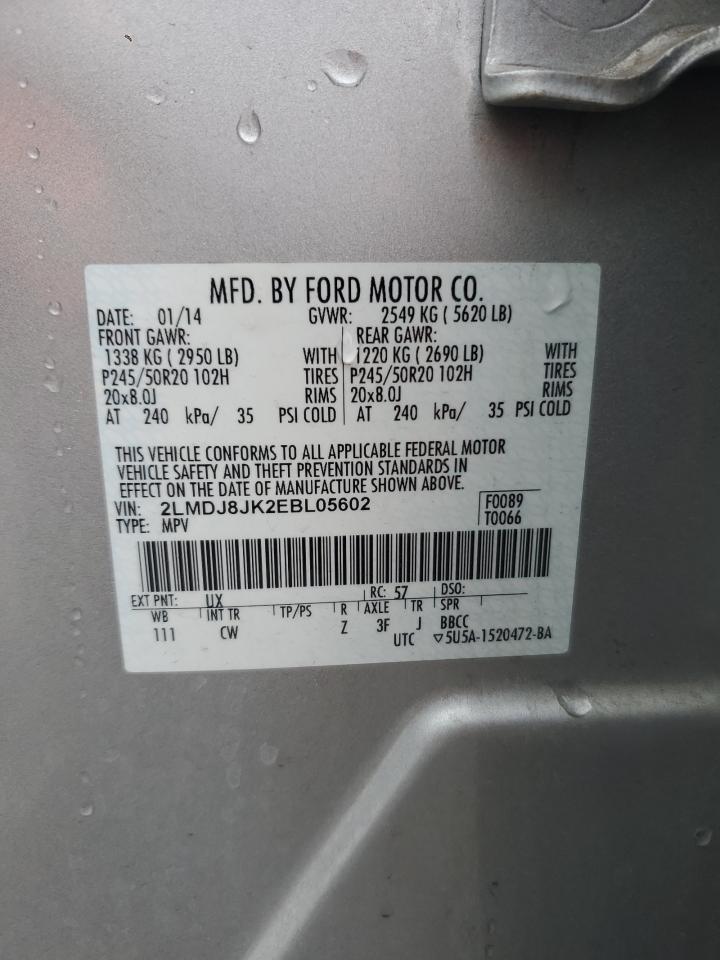 MFD. BY FORD MOTOR CO.
DATE: 01/14 GVWR: 2549 KG ( 5620 LB)
FRONT GAWR: REAR GAWR:
1338 KG ( 2950 LB) WITH 1220 KG ( 2690 LB) WITH
P245/50R20 102H TIRES P245/50R20 102H TIRES
20x8.0J RIMS 20x8.0J RIMS
AT 240 kPa/ 35 PSI COLD AT 240 kPa/ 35 PSI COLD
THIS VEHICLE CONFORMS TO ALL APPLICABLE FEDERAL MOTOR
VEHICLE SAFETY AND THEFT PREVENTION STANDARDS IN
EFFECT ON THE DATE OF MANUFACTURE SHOWN ABOVE.
VIN: 2LMDJ8JK2EBL05602 F0089
TYPE: MPV T0066
EXT PNT: UX RC: 57 DSO:
WB INT TR TP/PS R AXLE TR SPR
111 CW Z 3F J BBCC
UTC ▽5U5A-1520472-BA